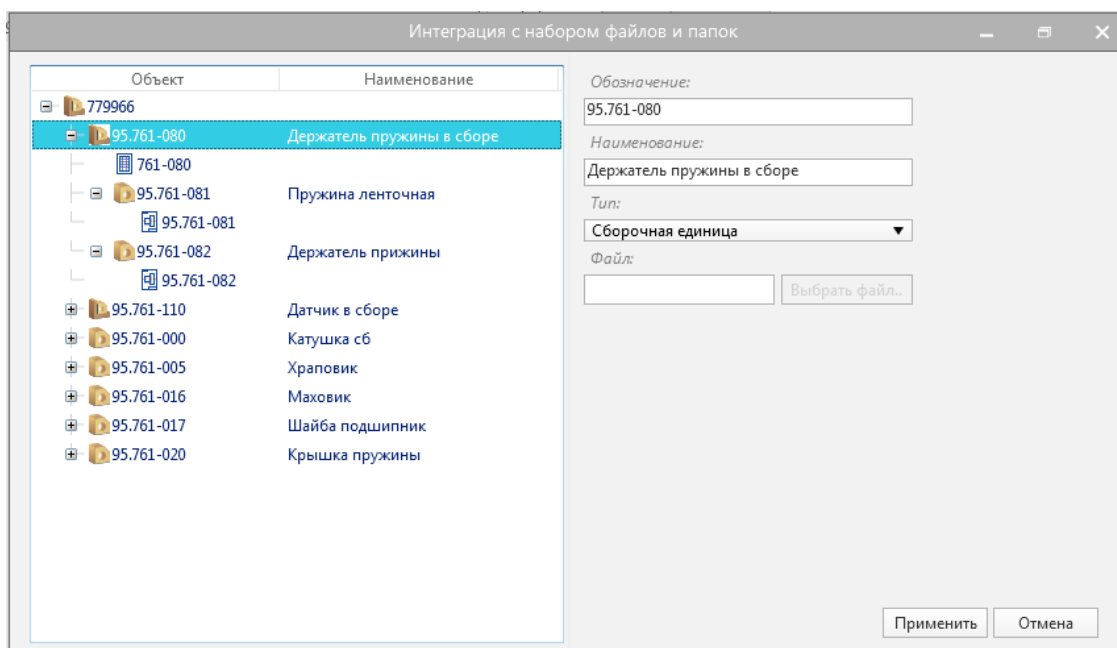 Интеграция с набором файлов и папок
Объект Наименование
779966
95.761-080 Держатель пружины в сборе
761-080
95.761-081 Пружина ленточная
95.761-081
95.761-082 Держатель прижины
95.761-082
95.761-110 Датчик в сборе
95.761-000 Катушка сб
95.761-005 Храповик
95.761-016 Маховик
95.761-017 Шайба подшипник
95.761-020 Крышка пружины
Обозначение:
95.761-080
Наименование:
Держатель пружины в сборе
Тип:
Сборочная единица
Файл:
Выбрать файл..
Применить Отмена